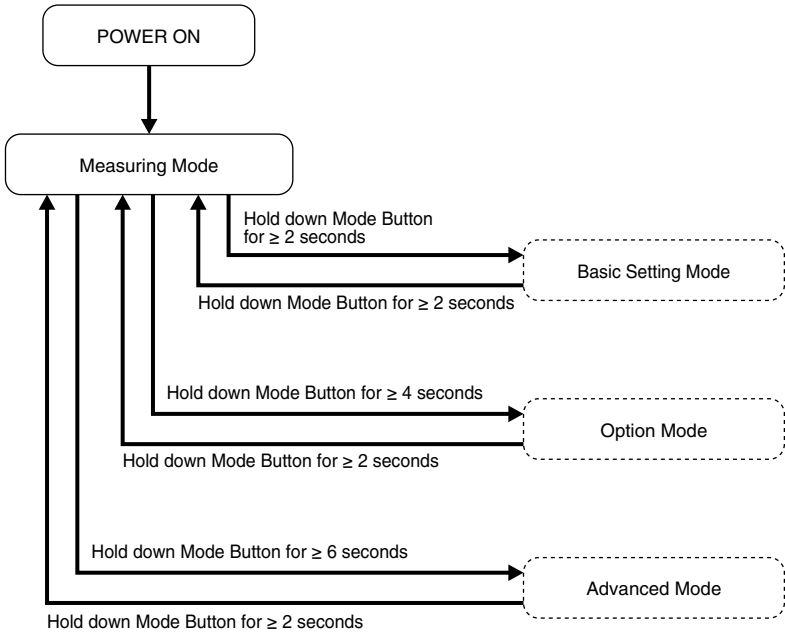 POWER ON
Measuring Mode
Hold down Mode Button
for ≥ 2 seconds
Basic Setting Mode
Hold down Mode Button for ≥ 2 seconds
Hold down Mode Button for ≥ 4 seconds
Option Mode
Hold down Mode Button for ≥ 2 seconds
Hold down Mode Button for ≥ 6 seconds
Advanced Mode
Hold down Mode Button for ≥ 2 seconds